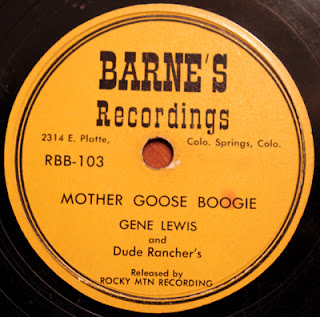 BARNE'S
Recordings
2314 E. Platte, Colo. Springs, Colo.
RBB-103
MOTHER GOOSE BOOGIE
GENE LEWIS
and
Dude Rancher's
Released by
ROCKY MTN RECORDING